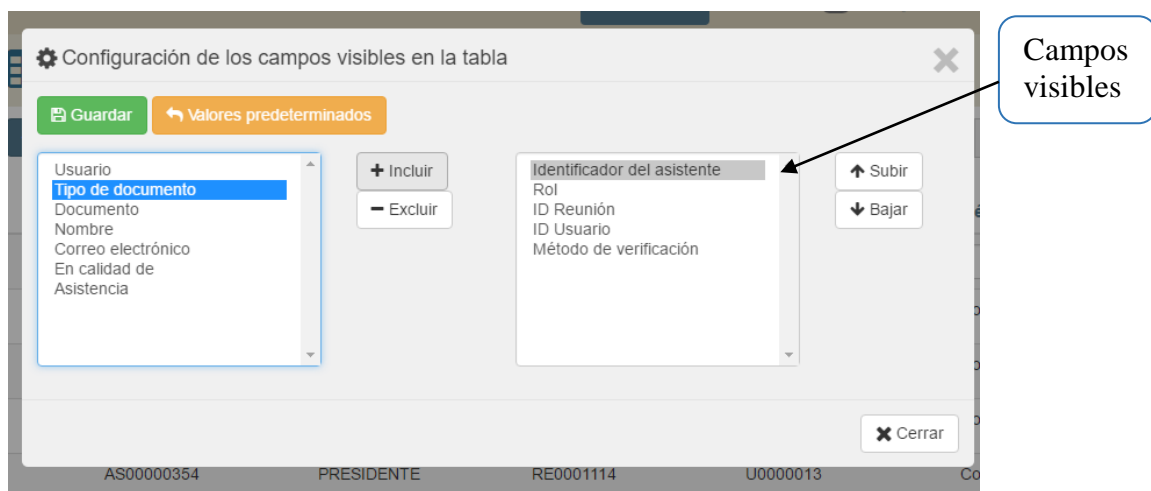 Configuración de los campos visibles en la tabla
Campos
visibles
Guardar
Valores predeterminados
Usuario
Tipo de documento
Documento
Nombre
Correo electrónico
En calidad de
Asistencia
Incluir
Excluir
Identificador del asistente
Rol
ID Reunión
ID Usuario
Método de verificación
Subir
Bajar
Cerrar
AS00000354 PRESIDENTE RE0001114 U0000013 Co